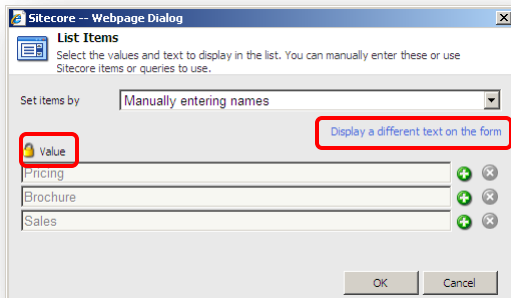 Sitecore -- Webpage Dialog
List Items
Select the values and text to display in the list. You can manually enter these or use
Sitecore items or queries to use.
Set items by Manually entering names
Display a different text on the form
Value
Pricing
Brochure
Sales
OK Cancel